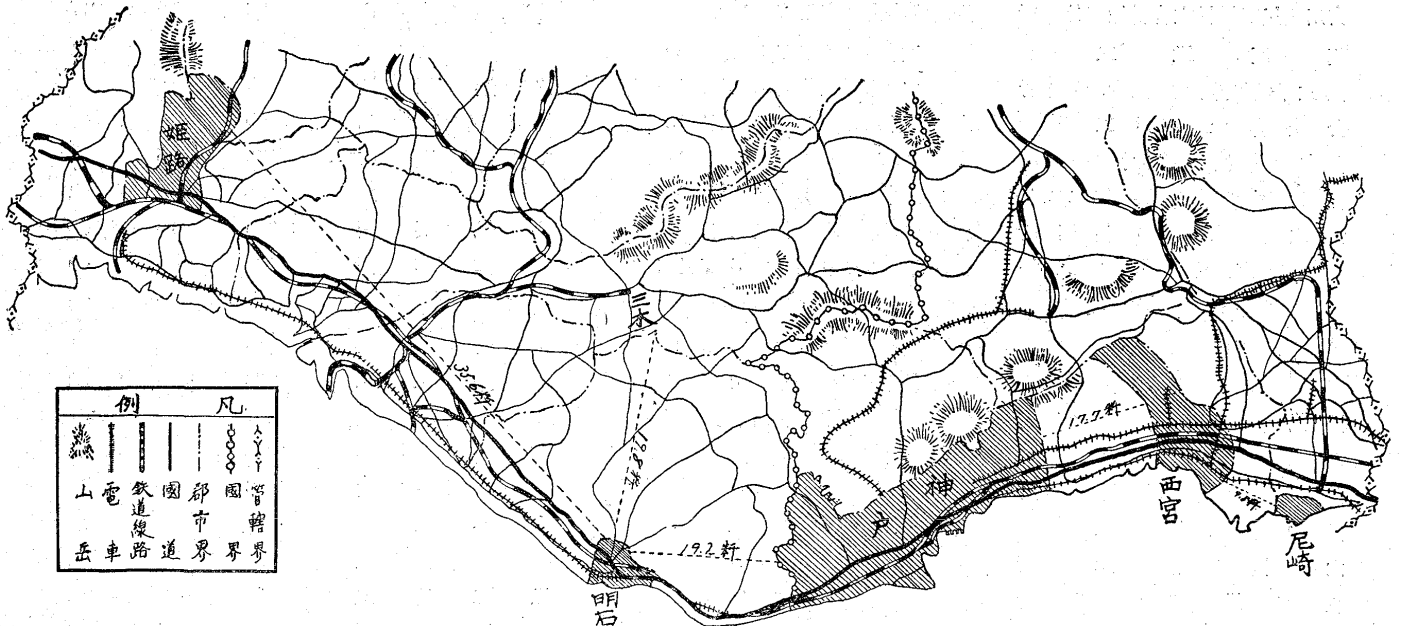 姫路
三木
35.6粁
19.8粁
19.2粁
17.7粁
神戸
明石
西宮
尼崎
凡例
管轄界
國界
郡市界
國道
鉄道線路
電車
山岳